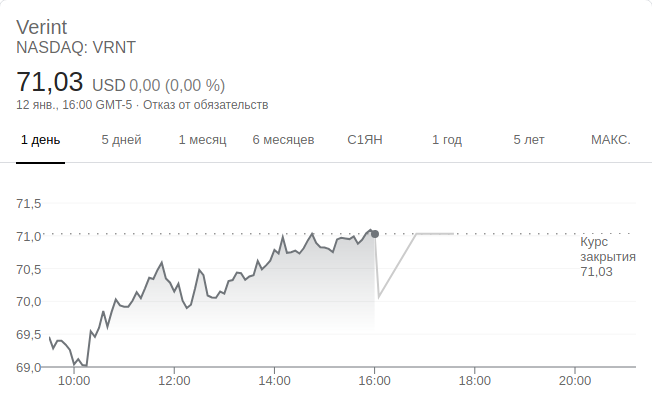 Verint
NASDAQ: VRNT
71,03 USD 0,00 (0,00 %)
12 янв., 16:00 GMT-5 · Отказ от обязательств
1 день 5 дней 1 месяц 6 месяцев С1ЯН 1 год 5 лет МАКС.
71,5
71,0
Курс
закрытия
71,03
70,5
70,0
69,5
69,0
10:00 12:00 14:00 16:00 18:00 20:00